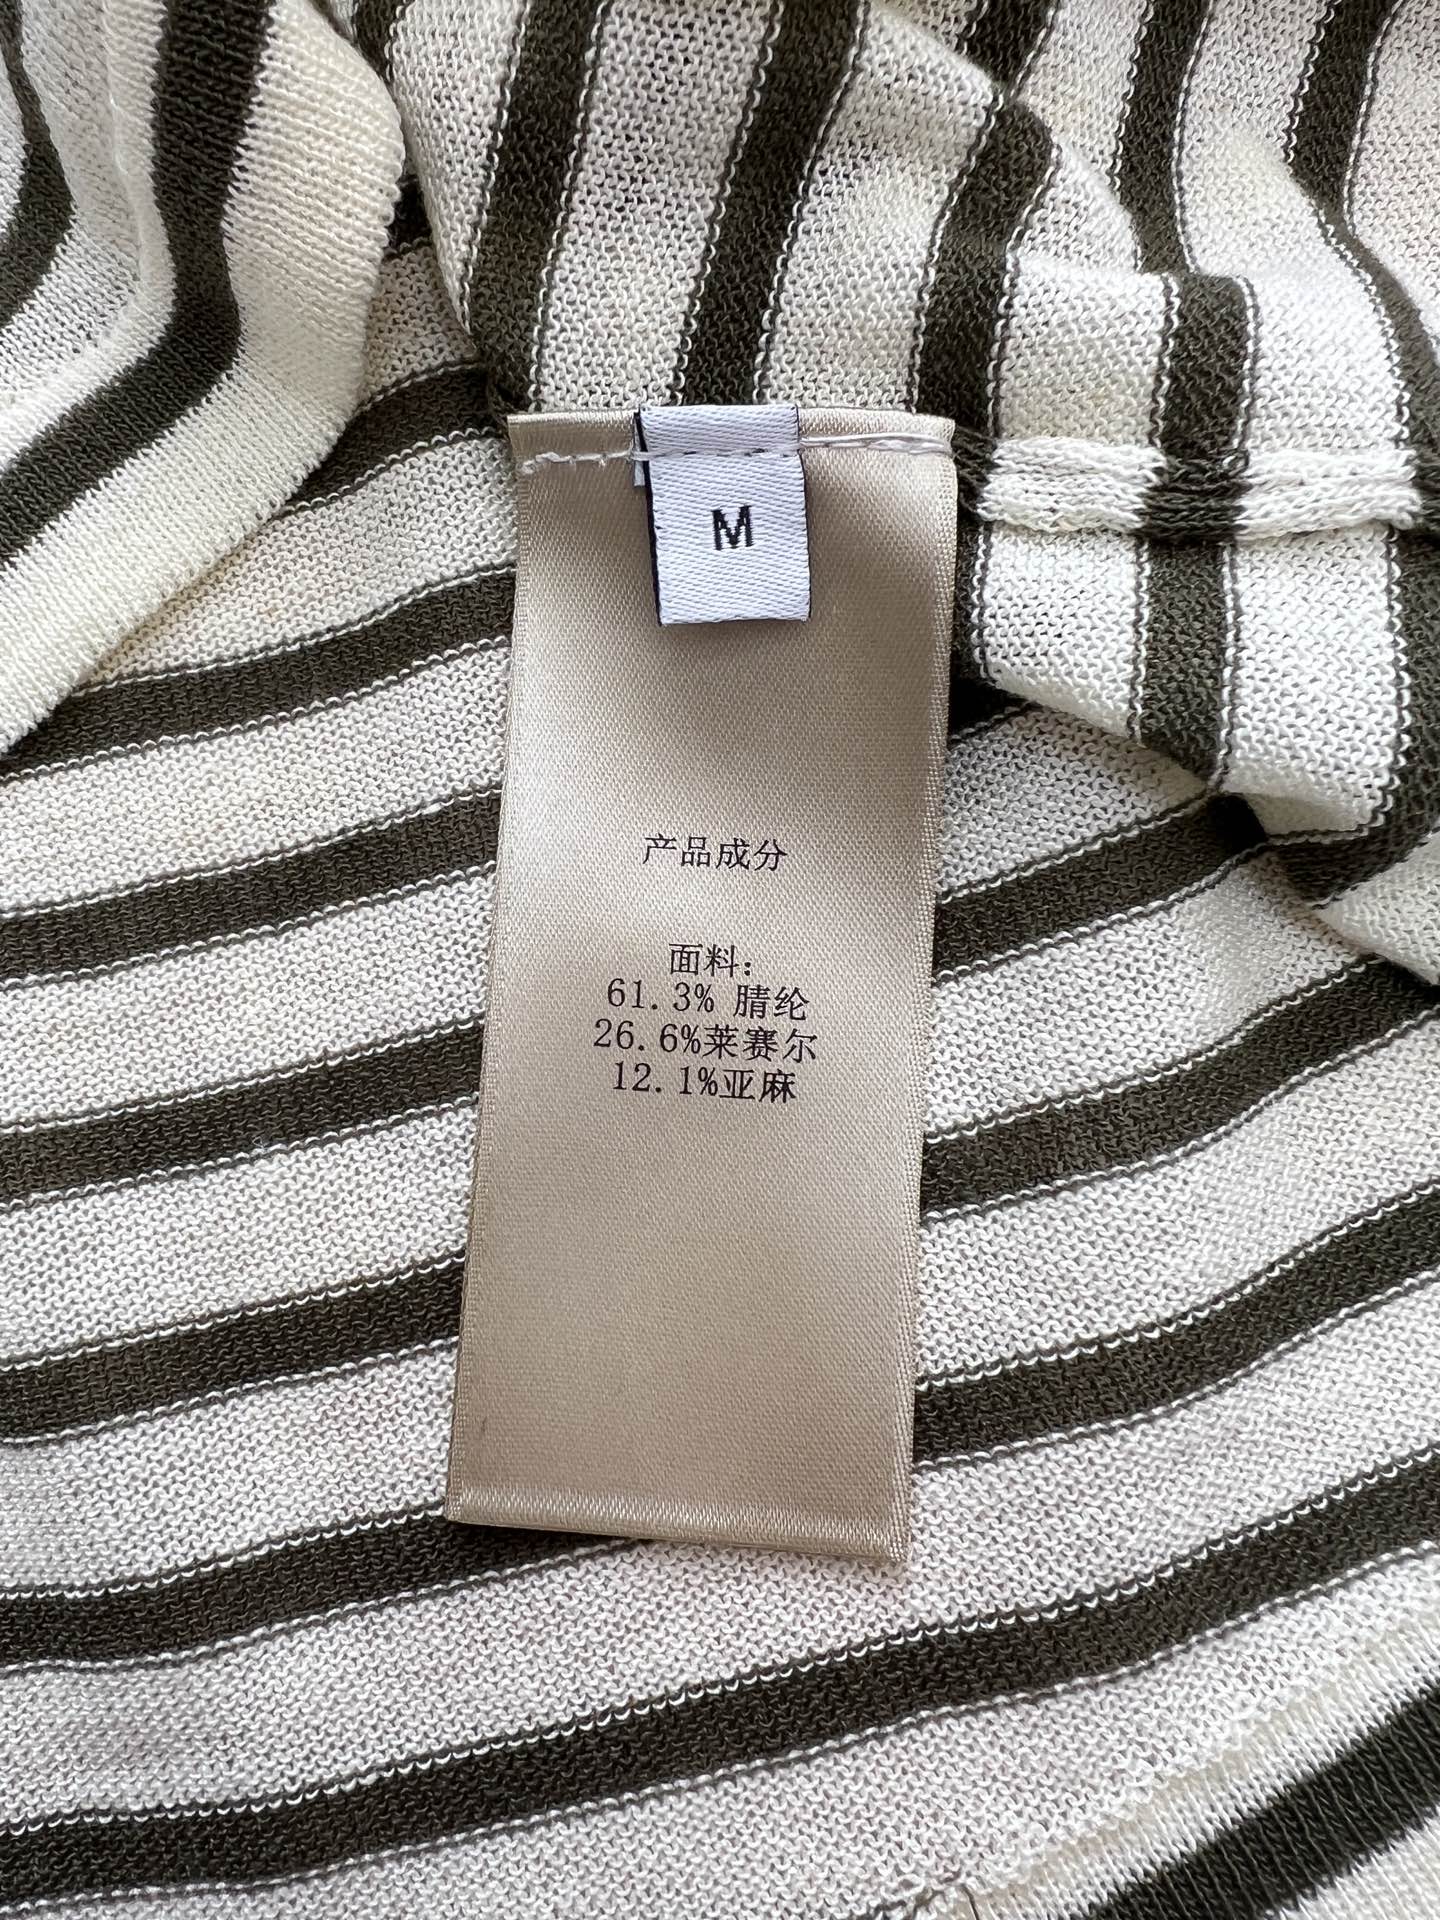 M
产品成分
面料：
61.3% 腈纶
26.6%莱赛尔
12.1%亚麻